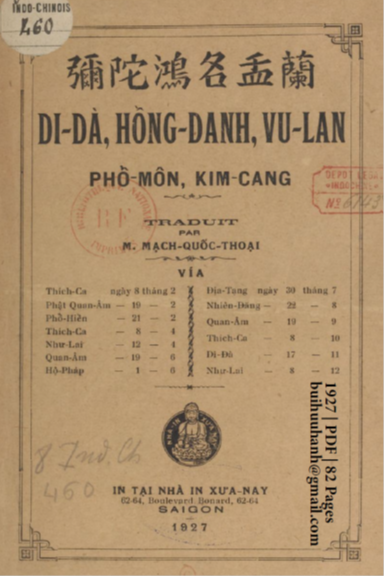 INDO-CHINOIS
460
彌陀鴻名盂蘭
DI-ĐÀ, HỒNG-DANH, VU-LAN
PHỔ-MÔN, KIM-CANG
DEPOT LEGAL
«INDOCHINE»
Nº 6143
TRADUIT
PAR
M. MẠCH-QUỐC-THOẠI
VÍA
Thích-Ca ngày 8 tháng 2
Phật Quan-Âm — 19 — 2
Phổ-Hiền — 21 — 2
Thích-Ca — 8 — 4
Như-Lai — 12 — 4
Quan-Âm — 19 — 6
Hộ-Pháp — 1 — 6
Địa-Tạng ngày 30 tháng 7
Nhiên-Đăng — 22 — 8
Quan-Âm — 19 — 9
Thích-Ca — 8 — 10
Di-Đà — 17 — 11
Như-Lai — 8 — 12
8º Ind. Ch
460
IN TẠI NHÀ IN XƯA-NAY
62-64, Boulevard Bonard, 62-64
SAIGON
1927
1927 | PDF | 82 Pages
buihuuhanh@gmail.com